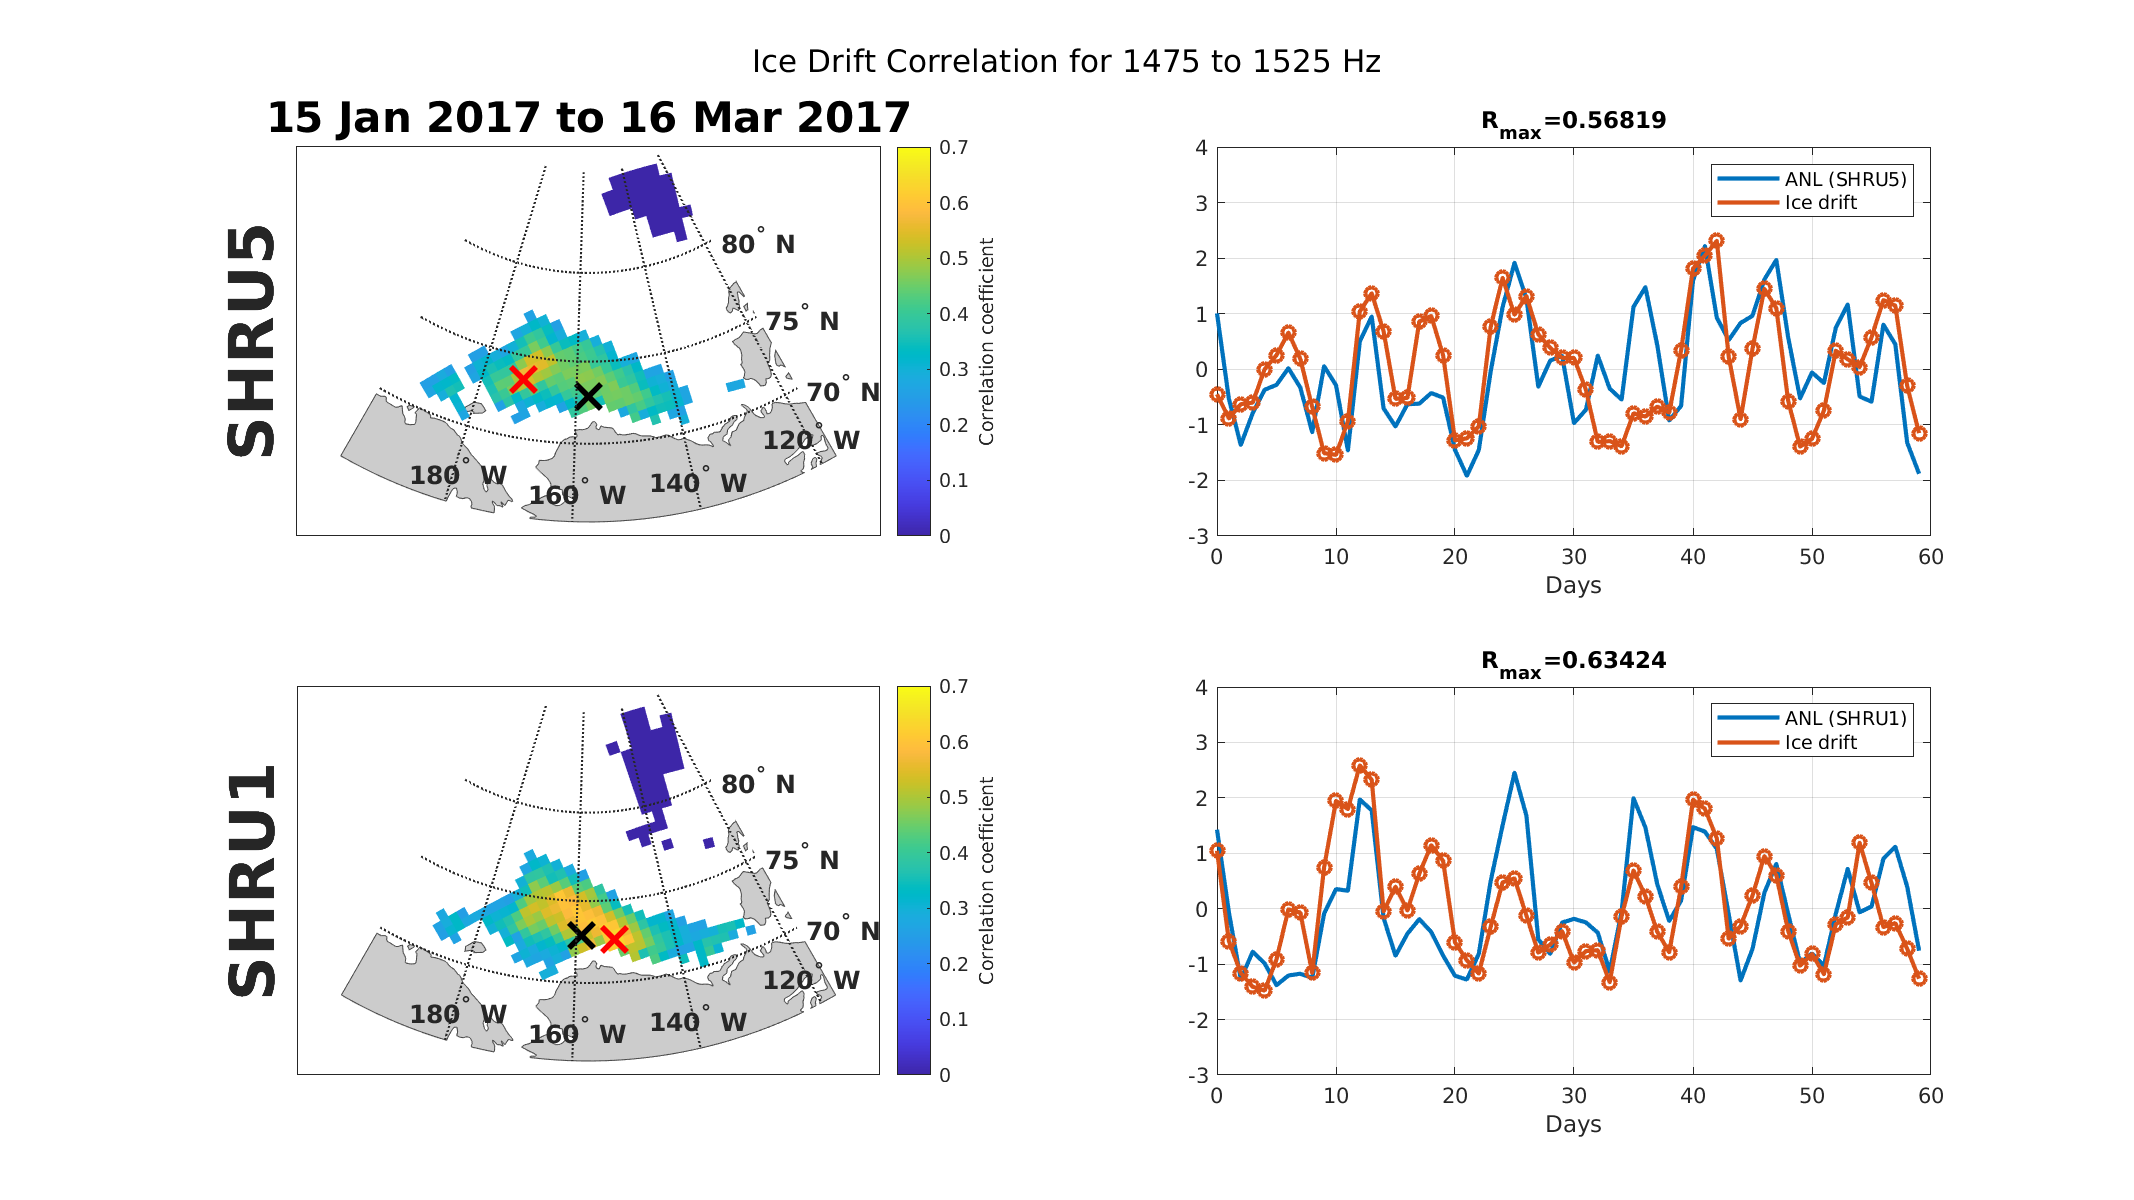 Ice Drift Correlation for 1475 to 1525 Hz
15 Jan 2017 to 16 Mar 2017
SHRU5
80° N
75° N
70° N
120° W
180° W
160° W
140° W
0.7
0.6
0.5
0.4
0.3
0.2
0.1
0
Correlation coefficient
Rmax=0.56819
4
3
2
1
0
-1
-2
-3
0 10 20 30 40 50 60
Days
ANL (SHRU5)
Ice drift
SHRU1
80° N
75° N
70° N
120° W
180° W
160° W
140° W
0.7
0.6
0.5
0.4
0.3
0.2
0.1
0
Correlation coefficient
Rmax=0.63424
4
3
2
1
0
-1
-2
-3
0 10 20 30 40 50 60
Days
ANL (SHRU1)
Ice drift